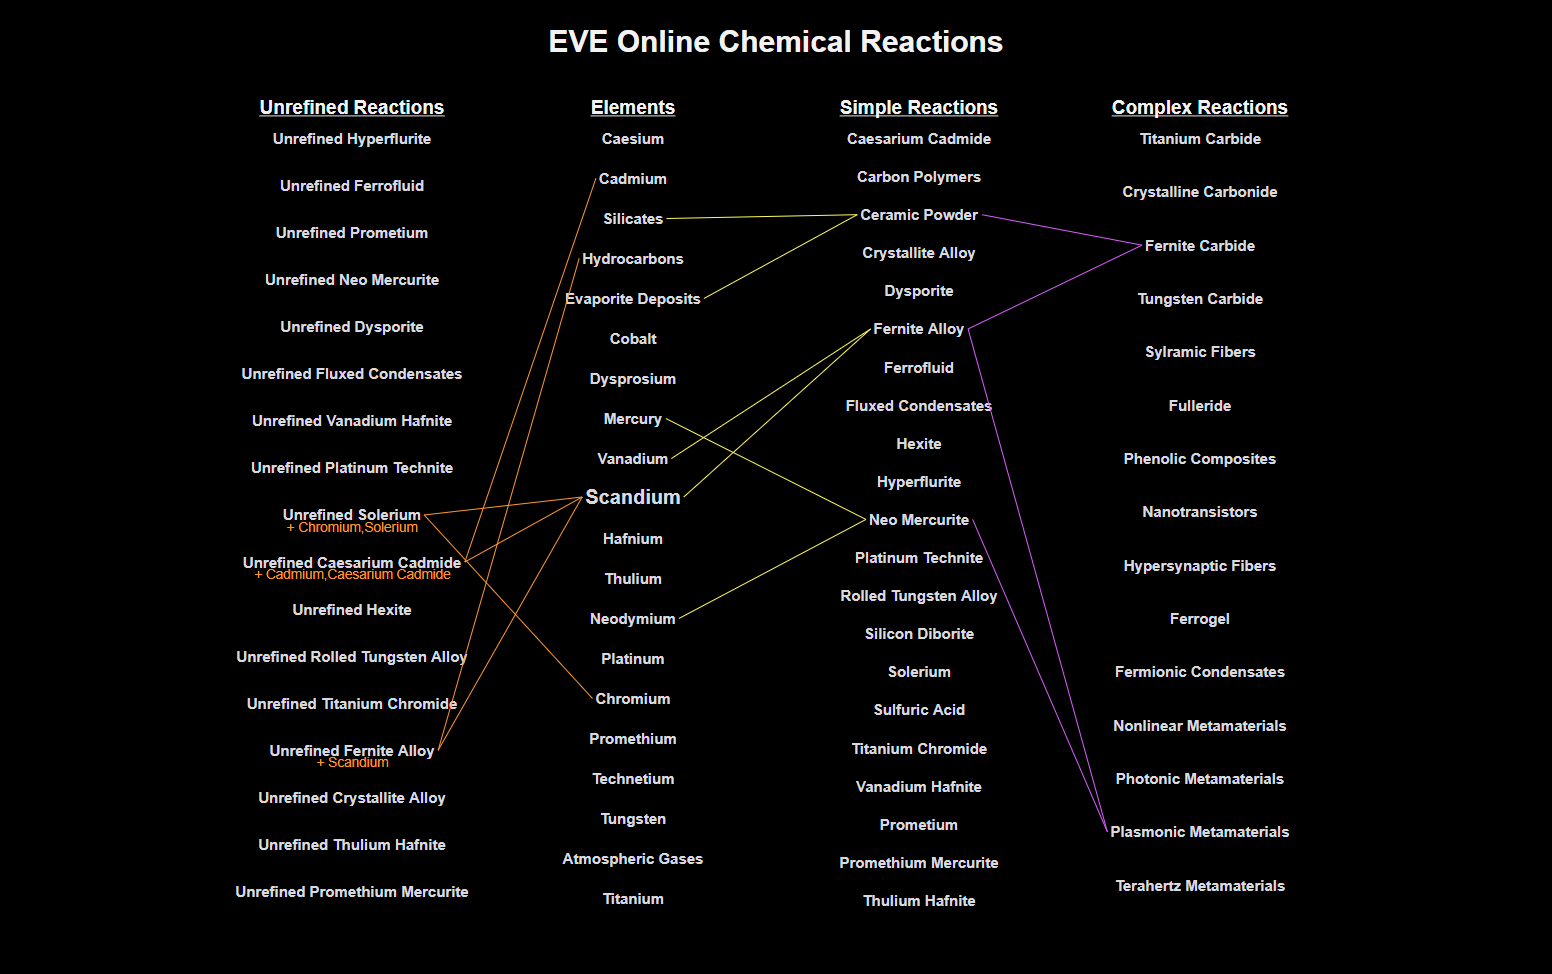 EVE Online Chemical Reactions
Unrefined Reactions
Unrefined Hyperflurite
Unrefined Ferrofluid
Unrefined Prometium
Unrefined Neo Mercurite
Unrefined Dysporite
Unrefined Fluxed Condensates
Unrefined Vanadium Hafnite
Unrefined Platinum Technite
Unrefined Solerium
+ Chromium,Solerium
Unrefined Caesarium Cadmide
+ Cadmium,Caesarium Cadmide
Unrefined Hexite
Unrefined Rolled Tungsten Alloy
Unrefined Titanium Chromide
Unrefined Fernite Alloy
+ Scandium
Unrefined Crystallite Alloy
Unrefined Thulium Hafnite
Unrefined Promethium Mercurite
Elements
Caesium
Cadmium
Silicates
Hydrocarbons
Evaporite Deposits
Cobalt
Dysprosium
Mercury
Vanadium
Scandium
Hafnium
Thulium
Neodymium
Platinum
Chromium
Promethium
Technetium
Tungsten
Atmospheric Gases
Titanium
Simple Reactions
Caesarium Cadmide
Carbon Polymers
Ceramic Powder
Crystallite Alloy
Dysporite
Fernite Alloy
Ferrofluid
Fluxed Condensates
Hexite
Hyperflurite
Neo Mercurite
Platinum Technite
Rolled Tungsten Alloy
Silicon Diborite
Solerium
Sulfuric Acid
Titanium Chromide
Vanadium Hafnite
Prometium
Promethium Mercurite
Thulium Hafnite
Complex Reactions
Titanium Carbide
Crystalline Carbonide
Fernite Carbide
Tungsten Carbide
Sylramic Fibers
Fulleride
Phenolic Composites
Nanotransistors
Hypersynaptic Fibers
Ferrogel
Fermionic Condensates
Nonlinear Metamaterials
Photonic Metamaterials
Plasmonic Metamaterials
Terahertz Metamaterials